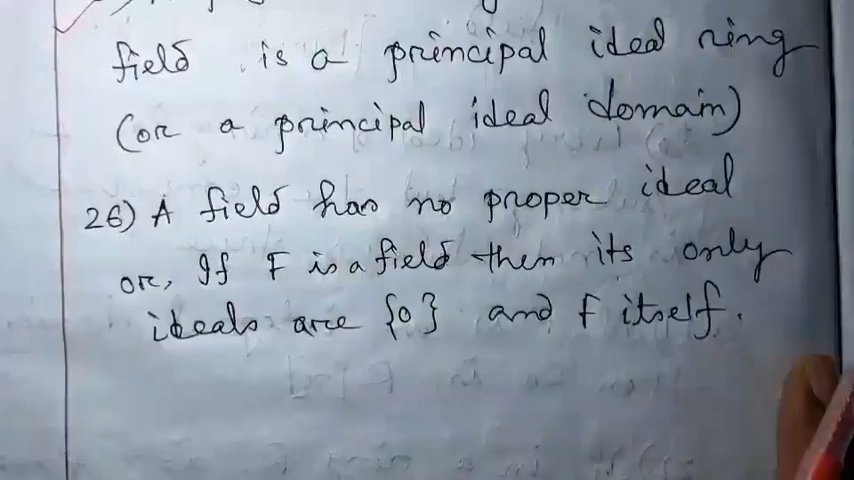 field is a principal ideal ring
(or a principal ideal domain)
26) A field has no proper ideal
or, If F is a field then its only
ideals are {0} and F itself.